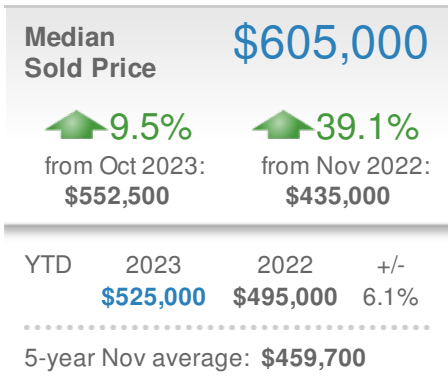 Median
Sold Price
$605,000
9.5%
39.1%
from Oct 2023:
from Nov 2022:
$552,500
$435,000
YTD 2023 2022 +/-
$525,000 $495,000 6.1%
5-year Nov average: $459,700